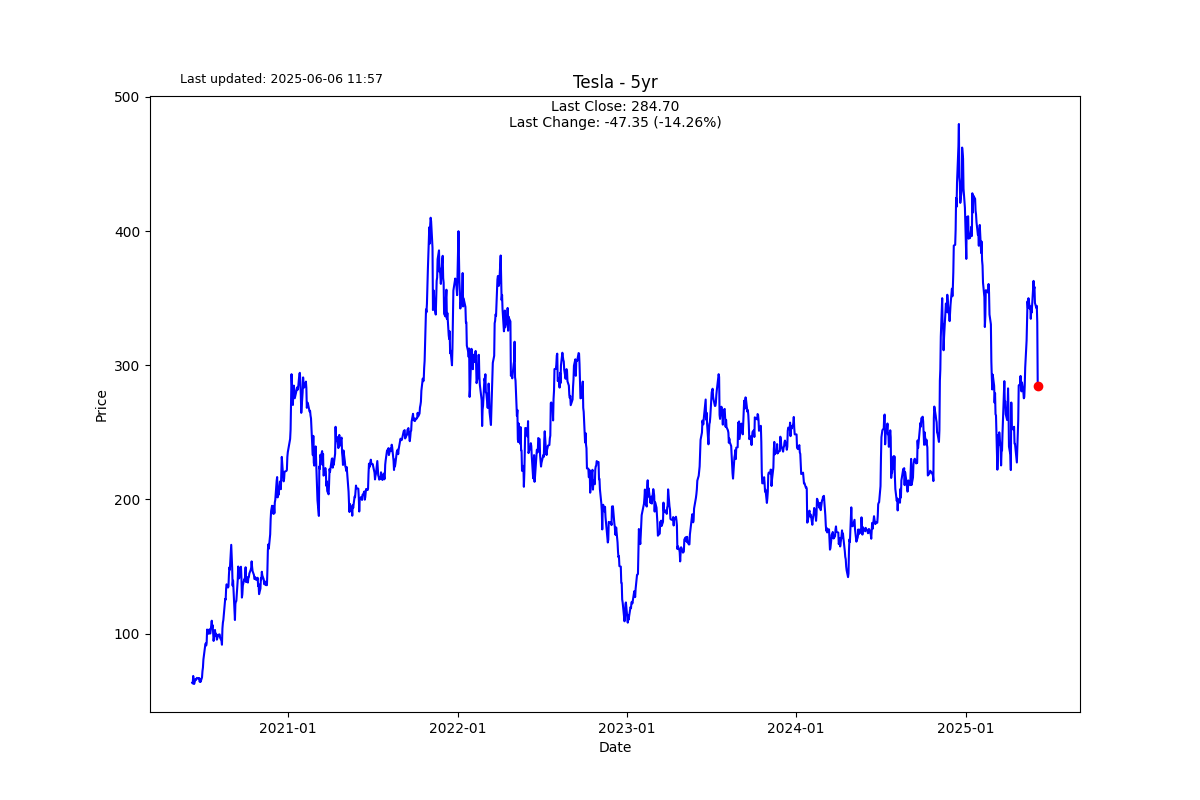 Last updated: 2025-06-06 11:57
Tesla - 5yr
Last Close: 284.70
Last Change: -47.35 (-14.26%)
500
400
300
200
100
Price
2021-01
2022-01
2023-01
2024-01
2025-01
Date